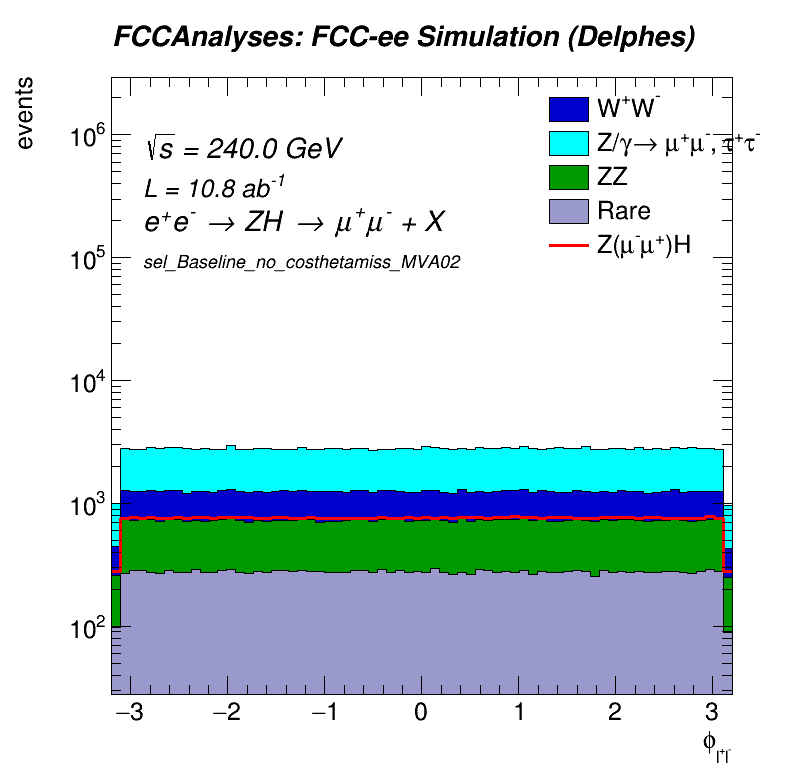 FCCAnalyses: FCC-ee Simulation (Delphes)
events
√s = 240.0 GeV
L = 10.8 ab⁻¹
e⁺e⁻ → ZH → μ⁺μ⁻ + X
sel_Baseline_no_costhetamiss_MVA02
W⁺W⁻
Z/γ→ μ⁺μ⁻, τ⁺τ⁻
ZZ
Rare
Z(μ⁻μ⁺)H
10⁶
10⁵
10⁴
10³
10²
−3 −2 −1 0 1 2 3
ϕ_l⁺l⁻